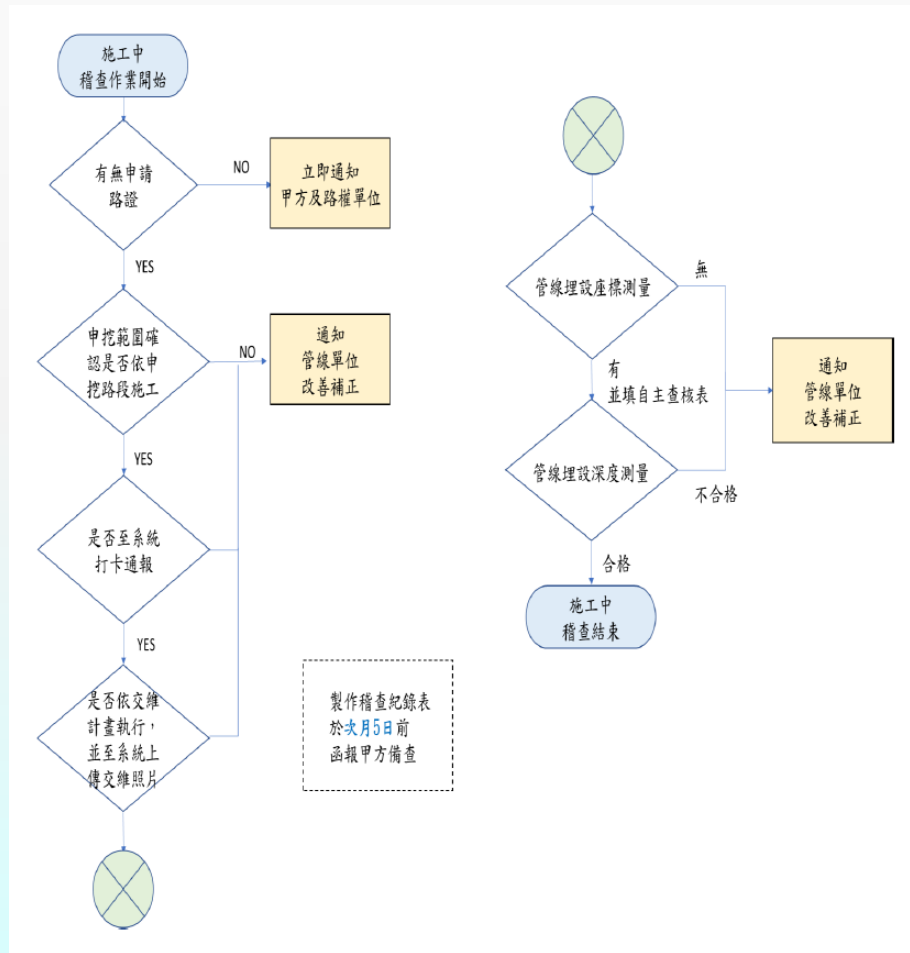 施工中
稽查作業開始
有無申請
路證
NO
立即通知
甲方及路權單位
YES
申挖範圍確
認是否依申
挖路段施工
NO
通知
管線單位
改善補正
YES
是否至系統
打卡通報
YES
是否依交維
計畫執行，
並至系統上
傳交維照片
製作稽查紀錄表
於次月5日前
函報甲方備查
管線埋設座標測量
無
有
並填自主查核表
通知
管線單位
改善補正
管線埋設深度測量
不合格
合格
施工中
稽查結束